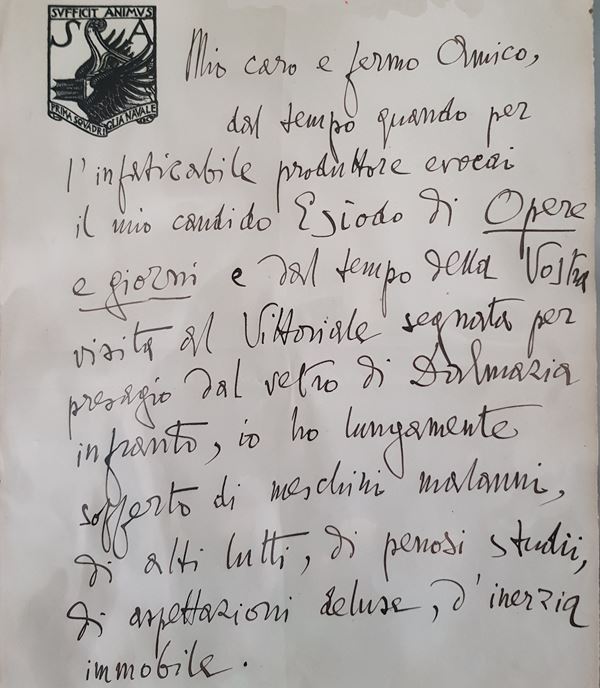 SVFFICIT ANIMVS
S A
PRIMA SQVADRIGLIA NAVALE
Mio caro e fermo Amico,
dal tempo quando per
l'infaticabile produttore evocai
il mio candido Esiodo di Opere
e giorni e dal tempo della Vostra
visita al Vittoriale segnata per
presagio dal vetro di Dalmazia
infranto, io ho lungamente
sofferto di meschini malanni,
di alti lutti, di penosi studii,
di aspettazioni deluse, d'inerzia
immobile.